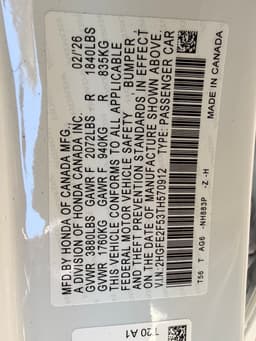 MFD BY HONDA OF CANADA MFG.,
A DIVISION OF HONDA CANADA INC. 02/26
GVWR 3880LBS GAWR F 2072LBS R 1840LBS
GVWR 1760KG GAWR F 940KG R 835KG
THIS VEHICLE CONFORMS TO ALL APPLICABLE
FEDERAL MOTOR VEHICLE SAFETY, BUMPER,
AND THEFT PREVENTION STANDARDS IN EFFECT
ON THE DATE OF MANUFACTURE SHOWN ABOVE.
V.I.N: 2HGFE2F53TH570912 TYPE: PASSENGER CAR
T56 T AG6 -NH883P -Z -H
MADE IN CANADA
T20 A1